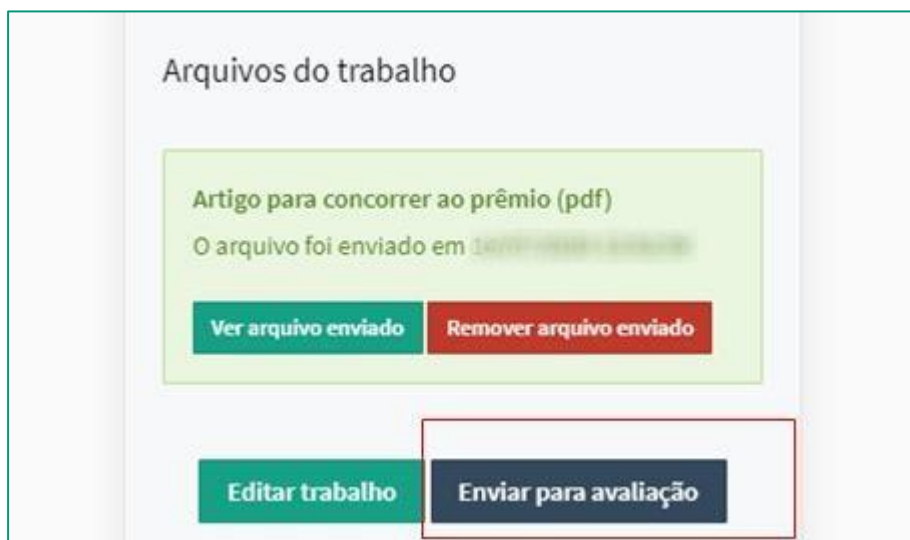 Arquivos do trabalho
Artigo para concorrer ao prêmio (pdf)
O arquivo foi enviado em
Ver arquivo enviado Remover arquivo enviado
Editar trabalho Enviar para avaliação